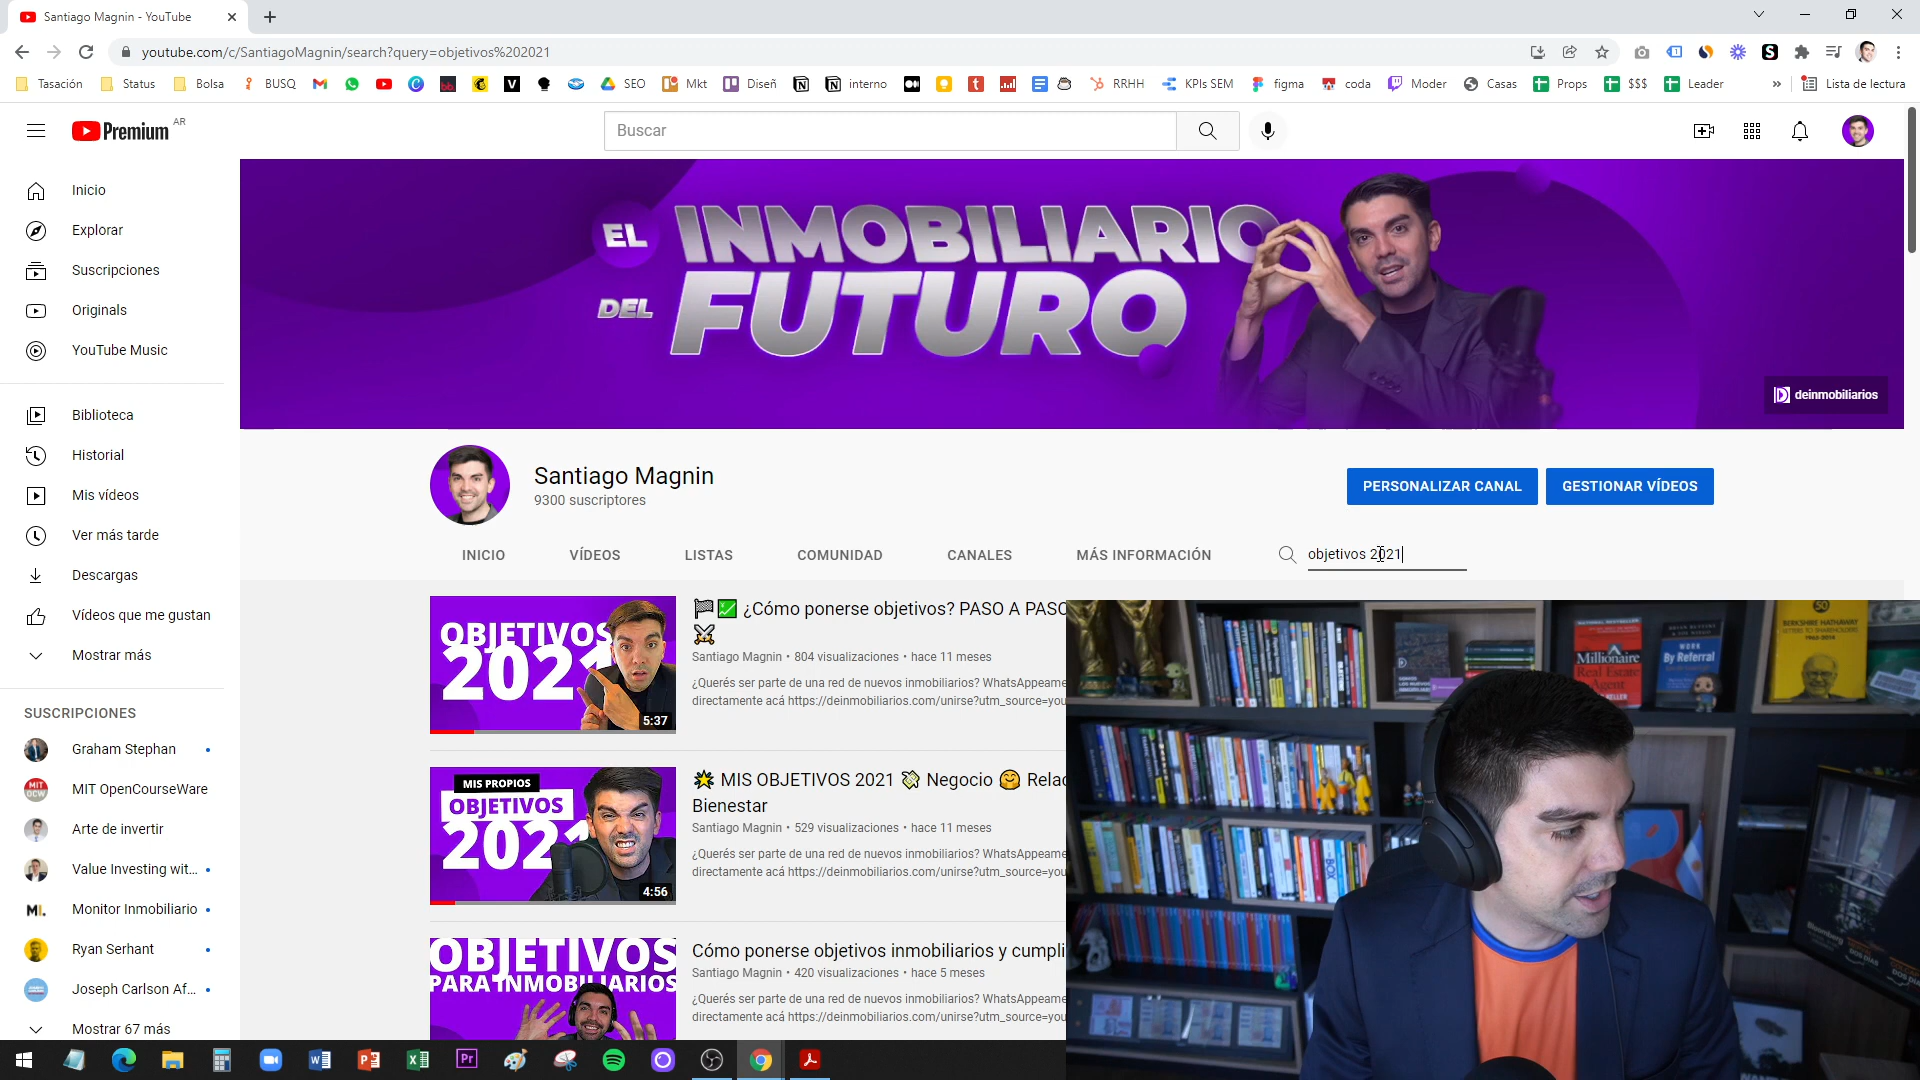 Santiago Magnin - YouTube
youtube.com/c/SantiagoMagnin/search?query=objetivos%202021
Tasación
Status
Bolsa
BUSQ
SEO
Mkt
Diseñ
interno
RRHH
KPIs SEM
figma
coda
Moder
Casas
Props
$$$
Leader
»
Lista de lectura
Premium
AR
Buscar
Inicio
Explorar
Suscripciones
Originals
YouTube Music
Biblioteca
Historial
Mis vídeos
Ver más tarde
Descargas
Vídeos que me gustan
Mostrar más
SUSCRIPCIONES
Graham Stephan
MIT OpenCourseWare
Arte de invertir
Value Investing wit...
Monitor Inmobiliario
Ryan Serhant
Joseph Carlson Af...
Mostrar 67 más
EL INMOBILIARIO
DEL FUTURO
deinmobiliarios
Santiago Magnin
9300 suscriptores
PERSONALIZAR CANAL
GESTIONAR VÍDEOS
INICIO
VÍDEOS
LISTAS
COMUNIDAD
CANALES
MÁS INFORMACIÓN
objetivos 2021
OBJETIVOS
2021
5:37
¿Cómo ponerse objetivos? PASO A PASO
Santiago Magnin • 804 visualizaciones • hace 11 meses
¿Querés ser parte de una red de nuevos inmobiliarios? WhatsAppeame
directamente acá https://deinmobiliarios.com/unirse?utm_source=you
MIS PROPIOS
OBJETIVOS
2021
4:56
MIS OBJETIVOS 2021 Negocio Relac
Bienestar
Santiago Magnin • 529 visualizaciones • hace 11 meses
¿Querés ser parte de una red de nuevos inmobiliarios? WhatsAppeame
directamente acá https://deinmobiliarios.com/unirse?utm_source=you
OBJETIVOS
PARA INMOBILIARIOS
Cómo ponerse objetivos inmobiliarios y cumpli
Santiago Magnin • 420 visualizaciones • hace 5 meses
¿Querés ser parte de una red de nuevos inmobiliarios? WhatsAppeame
directamente acá https://deinmobiliarios.com/unirse?utm_source=you
Millionaire
Real Estate
Agent
WORK
By Referral
BERKSHIRE HATHAWAY
Bloomberg